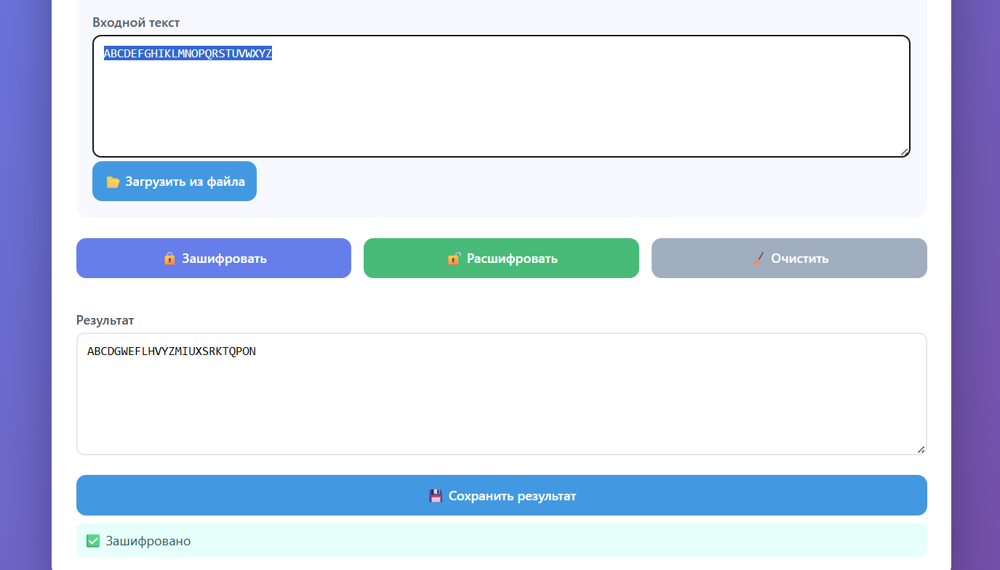 Входной текст
ABCDEFGHIKLMNOPQRSTUVWXYZ
Загрузить из файла
Зашифровать
Расшифровать
Очистить
Результат
ABCDGWEFLHVYZMIUXSRKTQPON
Сохранить результат
Зашифровано